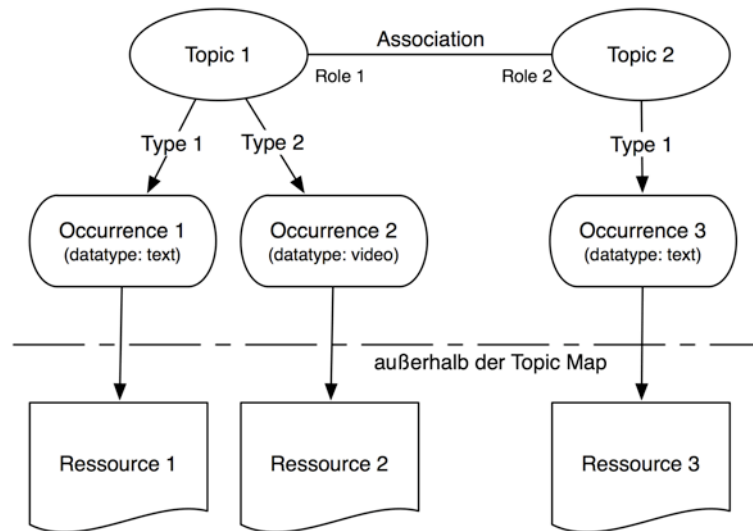 Topic 1
Association
Topic 2
Role 1
Role 2
Type 1
Type 2
Type 1
Occurrence 1
(datatype: text)
Occurrence 2
(datatype: video)
Occurrence 3
(datatype: text)
außerhalb der Topic Map
Ressource 1
Ressource 2
Ressource 3